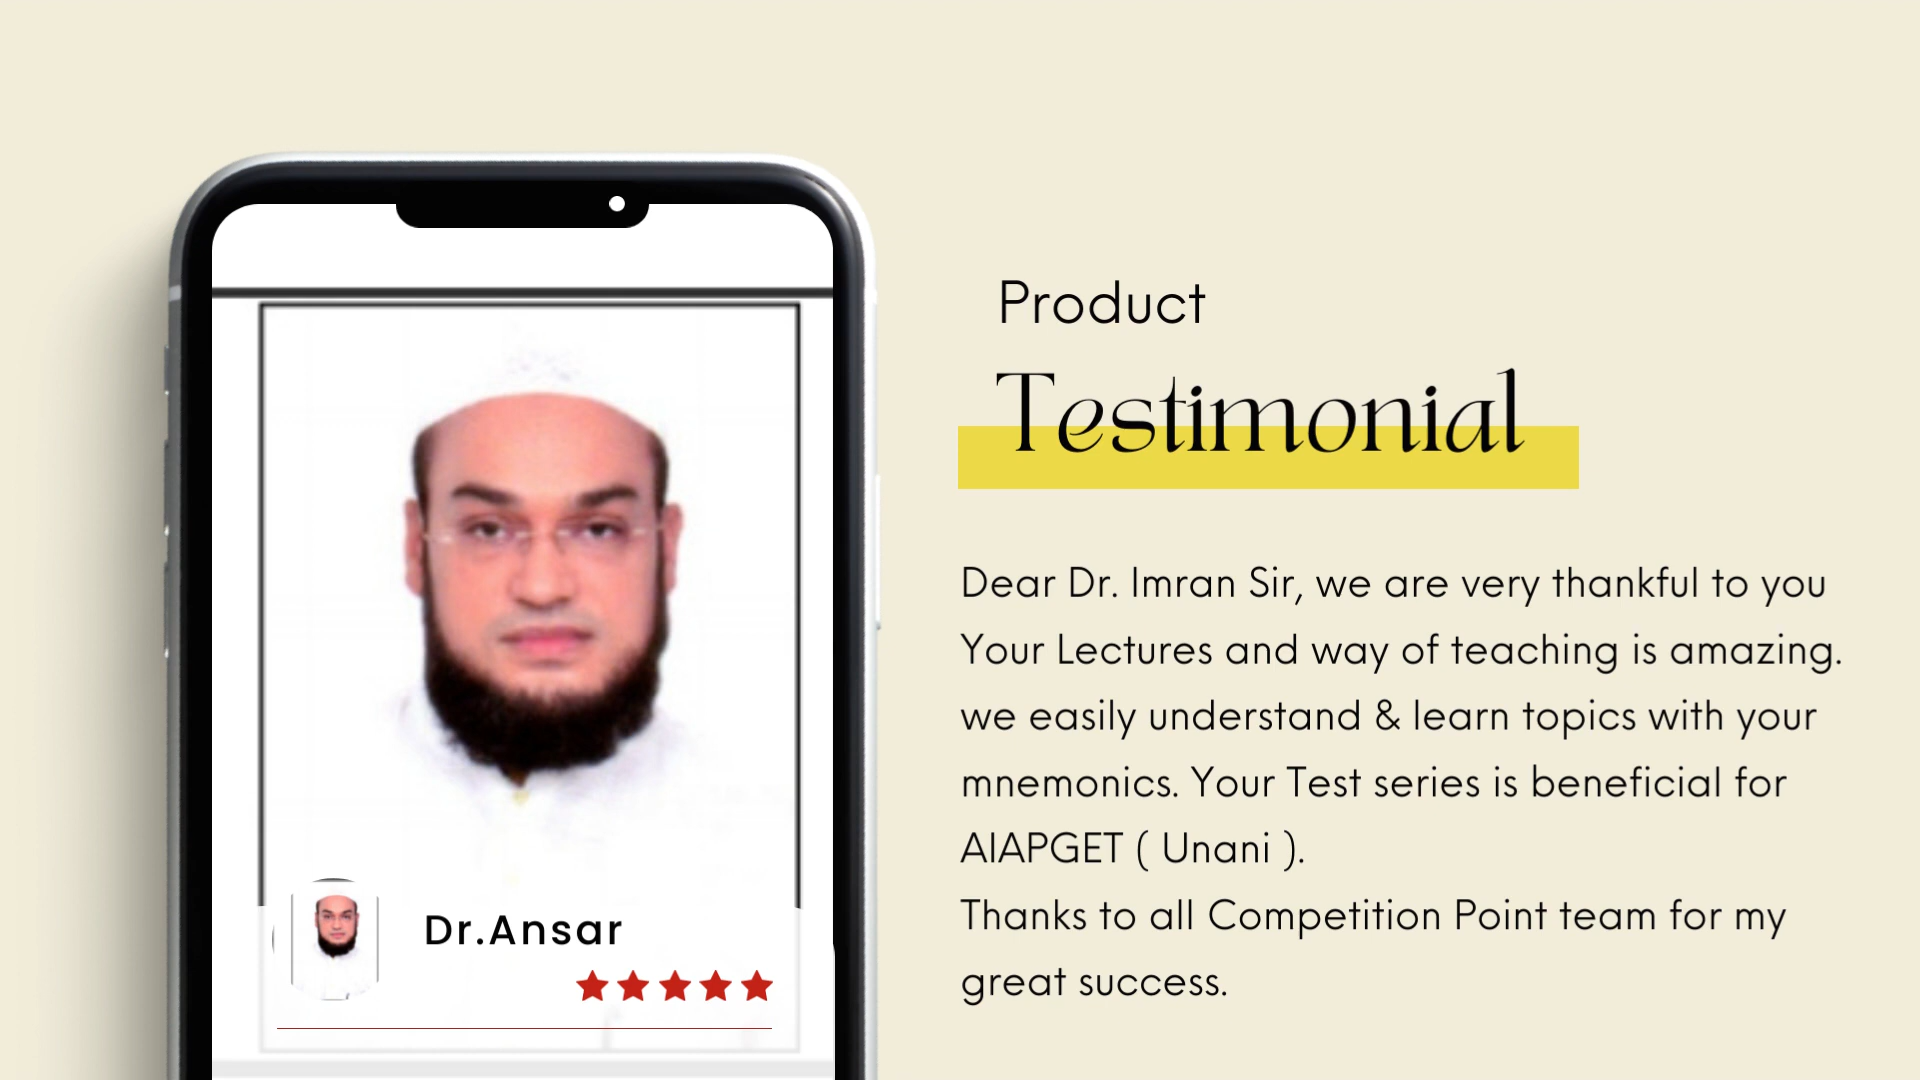 Product
Testimonial
Dear Dr. Imran Sir, we are very thankful to you
Your Lectures and way of teaching is amazing.
we easily understand & learn topics with your
mnemonics. Your Test series is beneficial for
AIAPGET ( Unani ).
Thanks to all Competition Point team for my
great success.
Dr.Ansar